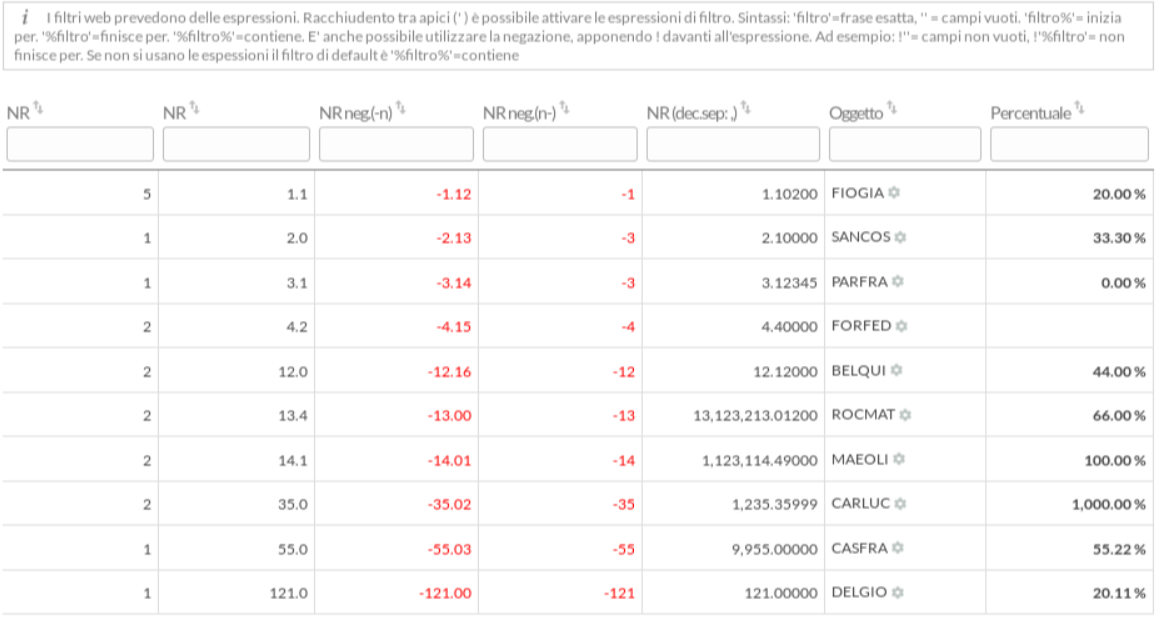 i I filtri web prevedono delle espressioni. Racchiudento tra apici (' ) è possibile attivare le espressioni di filtro. Sintassi: 'filtro'=frase esatta, '' = campi vuoti. 'filtro%'= inizia
per. '%filtro'=finisce per. '%filtro%'=contiene. E' anche possibile utilizzare la negazione, apponendo ! davanti all'espressione. Ad esempio: !''= campi non vuoti, !'%filtro'= non
finisce per. Se non si usano le espessioni il filtro di default è '%filtro%'=contiene
NR NR NR neg.(-n) NR neg.(n-) NR (dec.sep: ,) Oggetto Percentuale
5 1.1 -1.12 -1 1.10200 FIOGIA 20.00 %
1 2.0 -2.13 -3 2.10000 SANCOS 33.30 %
1 3.1 -3.14 -3 3.12345 PARFRA 0.00 %
2 4.2 -4.15 -4 4.40000 FORFED
2 12.0 -12.16 -12 12.12000 BELQUI 44.00 %
2 13.4 -13.00 -13 13,123,213.01200 ROCMAT 66.00 %
2 14.1 -14.01 -14 1,123,114.49000 MAEOLI 100.00 %
2 35.0 -35.02 -35 1,235.35999 CARLUC 1,000.00 %
1 55.0 -55.03 -55 9,955.00000 CASFRA 55.22 %
1 121.0 -121.00 -121 121.00000 DELGIO 20.11 %